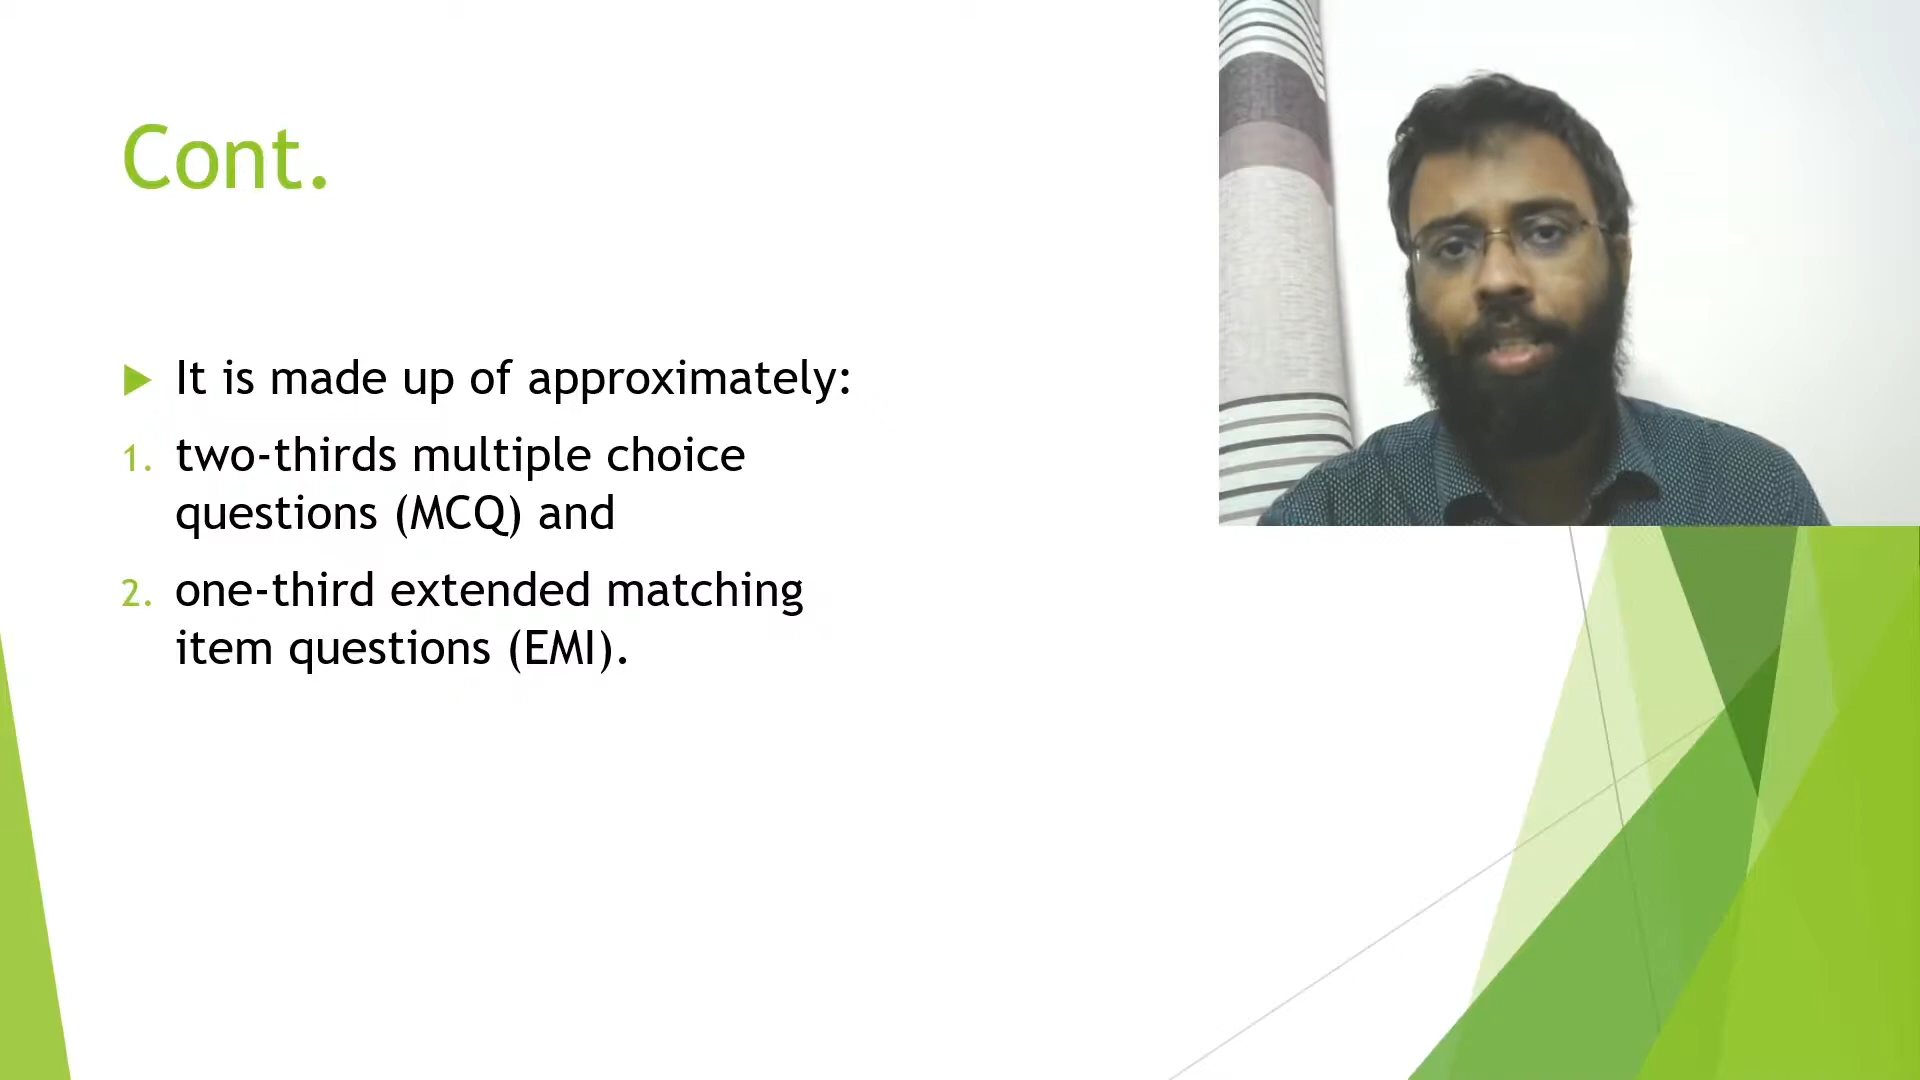 Cont.
It is made up of approximately:
1. two-thirds multiple choice
questions (MCQ) and
2. one-third extended matching
item questions (EMI).